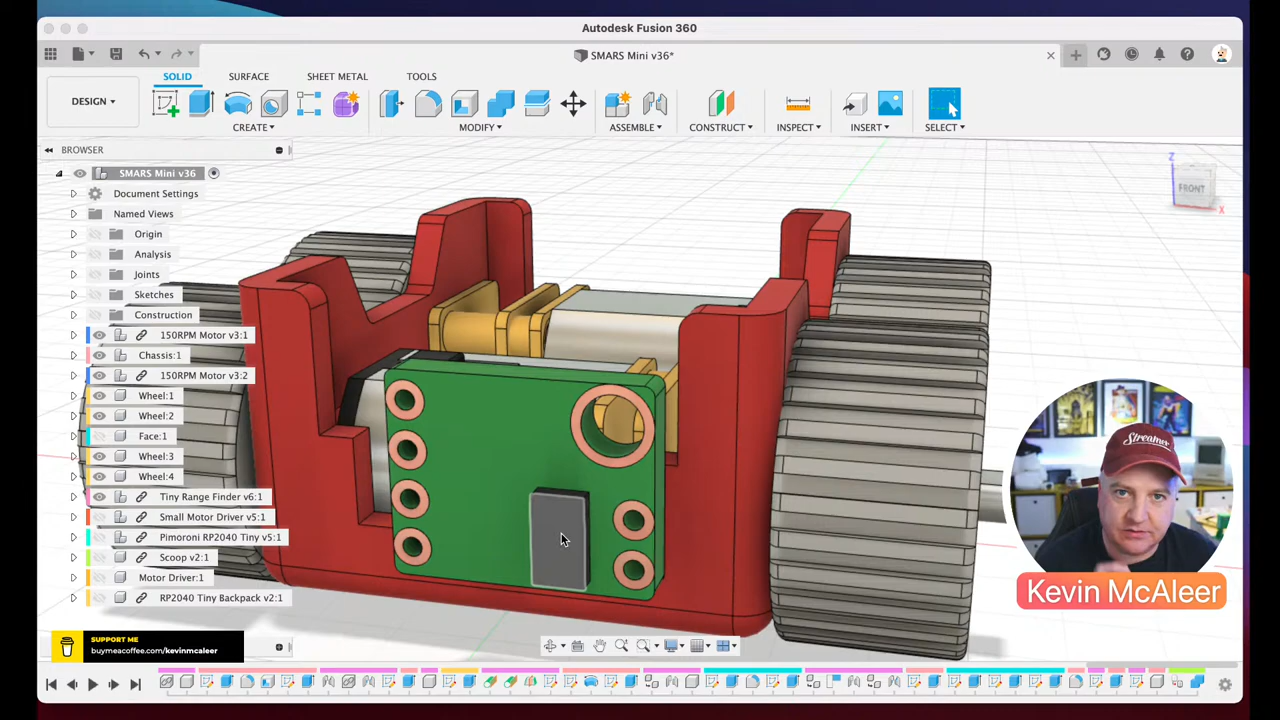 Autodesk Fusion 360
SMARS Mini v36*
SOLID
SURFACE
SHEET METAL
TOOLS
DESIGN
CREATE
MODIFY
ASSEMBLE
CONSTRUCT
INSPECT
INSERT
SELECT
BROWSER
SMARS Mini v36
Document Settings
Named Views
Origin
Analysis
Joints
Sketches
Construction
150RPM Motor v3:1
Chassis:1
150RPM Motor v3:2
Wheel:1
Wheel:2
Face:1
Wheel:3
Wheel:4
Tiny Range Finder v6:1
Small Motor Driver v5:1
Pimoroni RP2040 Tiny v5:1
Scoop v2:1
Motor Driver:1
RP2040 Tiny Backpack v2:1
Z
FRONT
X
Streamer
Kevin McAleer
SUPPORT ME
buymeacoffee.com/kevinmcaleer